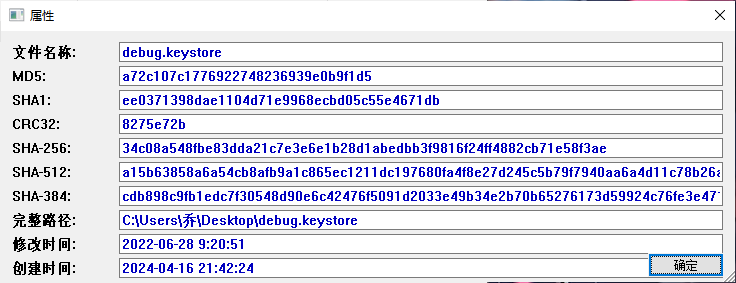 属性
文件名称: debug.keystore
MD5: a72c107c1776922748236939e0b9f1d5
SHA1: ee0371398dae1104d71e9968ecbd05c55e4671db
CRC32: 8275e72b
SHA-256: 34c08a548fbe83dda21c7e3e6e1b28d1abedbb3f9816f24ff4882cb71e58f3ae
SHA-512: a15b63858a6a54cb8afb9a1c865ec1211dc197680fa4f8e27d245c5b79f7940aa6a4d11c78b26a
SHA-384: cdb898c9fb1edc7f30548d90e6c42476f5091d2033e49b34e2b70b65276173d59924c76fe3e471
完整路径: C:\Users\乔\Desktop\debug.keystore
修改时间: 2022-06-28 9:20:51
创建时间: 2024-04-16 21:42:24
确定